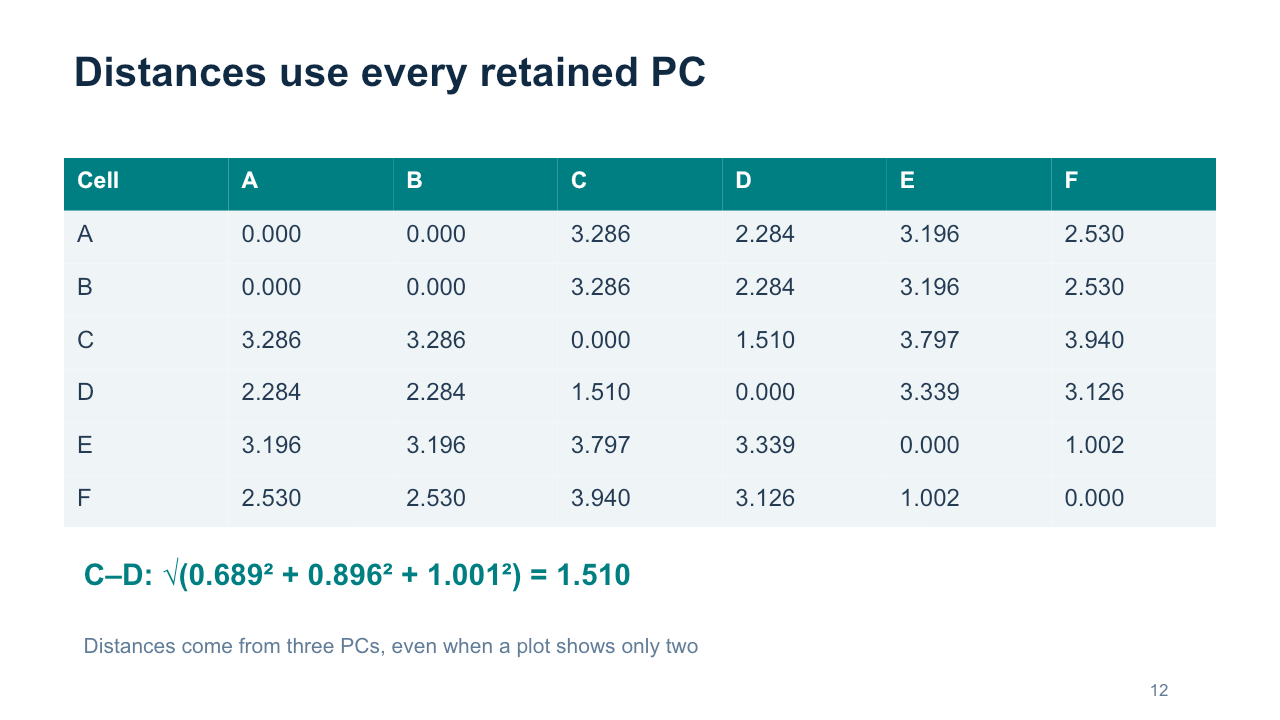 Distances use every retained PC
Cell A B C D E F
A 0.000 0.000 3.286 2.284 3.196 2.530
B 0.000 0.000 3.286 2.284 3.196 2.530
C 3.286 3.286 0.000 1.510 3.797 3.940
D 2.284 2.284 1.510 0.000 3.339 3.126
E 3.196 3.196 3.797 3.339 0.000 1.002
F 2.530 2.530 3.940 3.126 1.002 0.000
C–D: √(0.689² + 0.896² + 1.001²) = 1.510
Distances come from three PCs, even when a plot shows only two
12